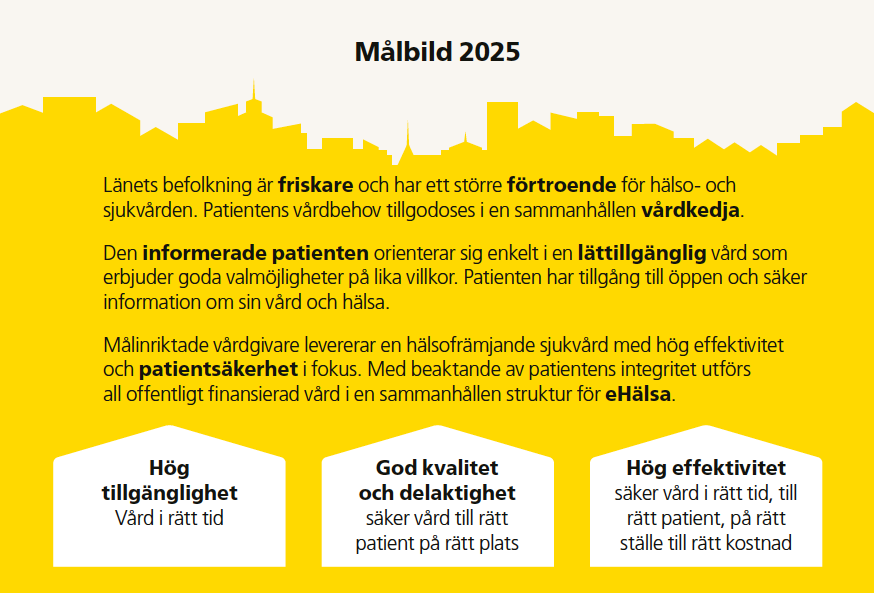 Målbild 2025
Länets befolkning är friskare och har ett större förtroende för hälso- och
sjukvården. Patientens vårdbehov tillgodoses i en sammanhållen vårdkedja.
Den informerade patienten orienterar sig enkelt i en lättillgänglig vård som
erbjuder goda valmöjligheter på lika villkor. Patienten har tillgång till öppen och säker
information om sin vård och hälsa.
Målinriktade vårdgivare levererar en hälsofrämjande sjukvård med hög effektivitet
och patientsäkerhet i fokus. Med beaktande av patientens integritet utförs
all offentligt finansierad vård i en sammanhållen struktur för eHälsa.
Hög
tillgänglighet
Vård i rätt tid
God kvalitet
och delaktighet
säker vård till rätt
patient på rätt plats
Hög effektivitet
säker vård i rätt tid, till
rätt patient, på rätt
ställe till rätt kostnad